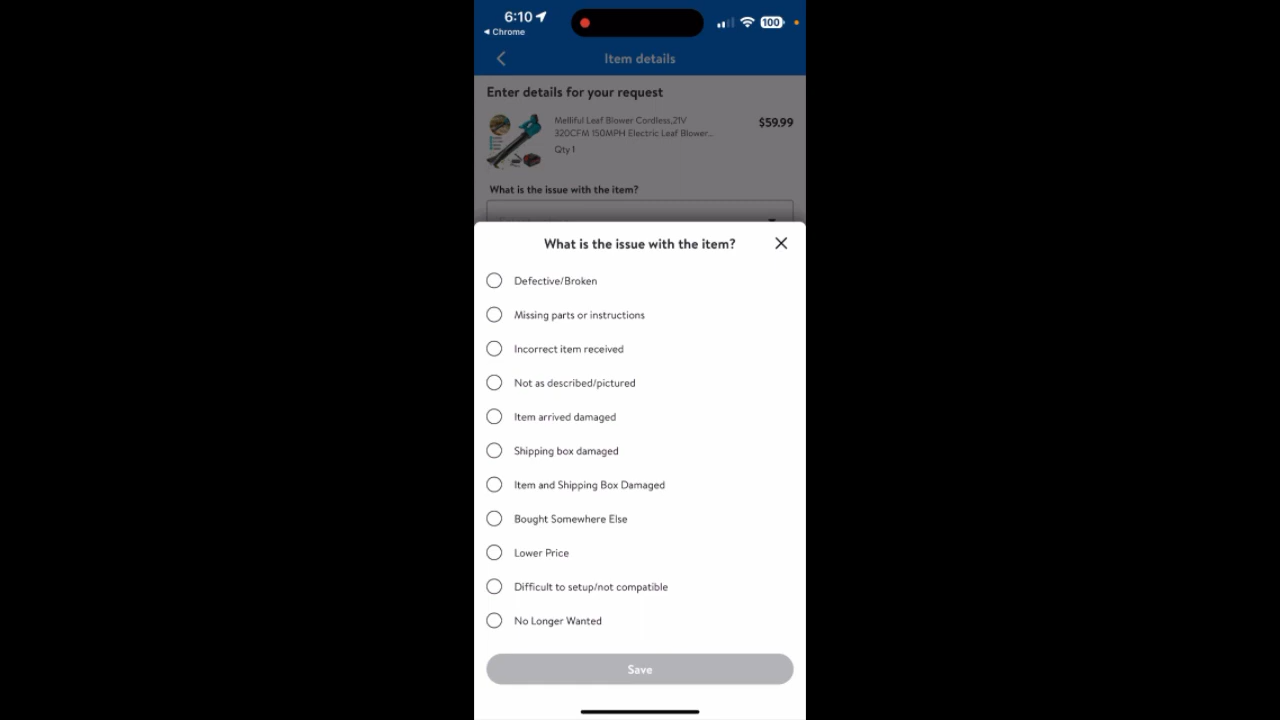 6:10
100
Chrome
Item details
Enter details for your request
Melliful Leaf Blower Cordless,21V
$59.99
320CFM 150MPH Electric Leaf Blower...
Qty 1
What is the issue with the item?
What is the issue with the item?
Defective/Broken
Missing parts or instructions
Incorrect item received
Not as described/pictured
Item arrived damaged
Shipping box damaged
Item and Shipping Box Damaged
Bought Somewhere Else
Lower Price
Difficult to setup/not compatible
No Longer Wanted
Save